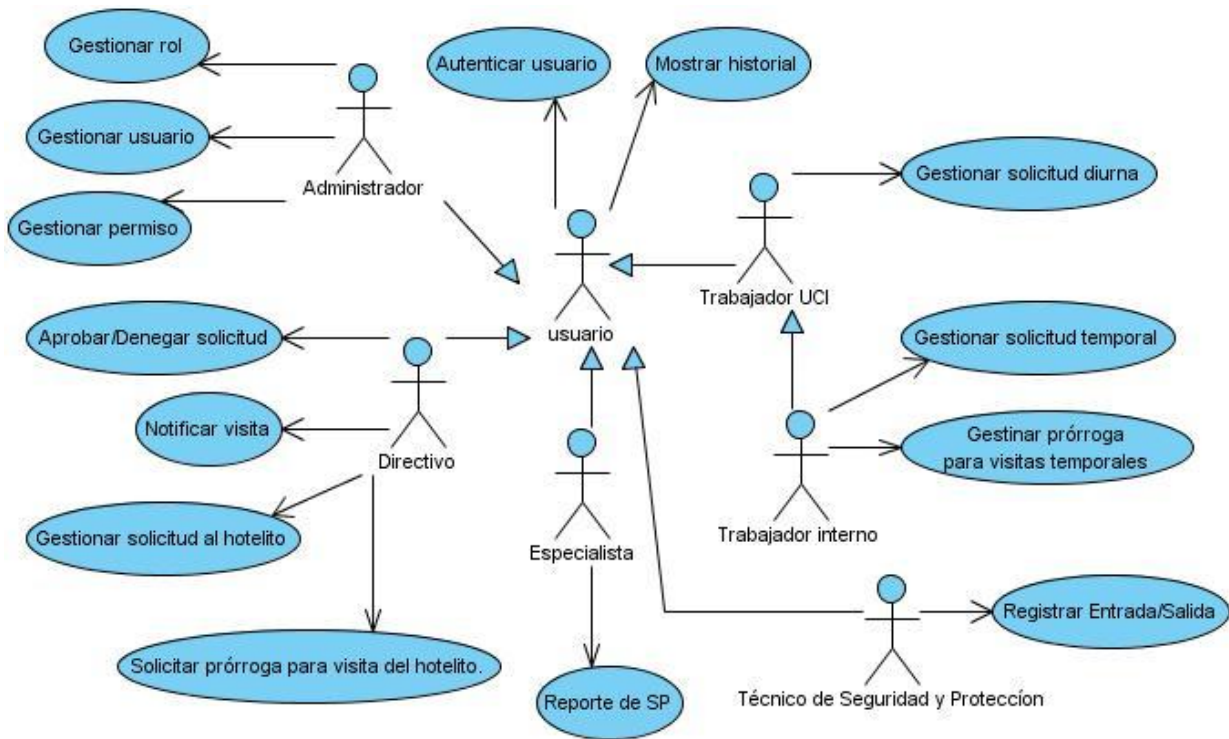 Gestionar rol
Autenticar usuario
Mostrar historial
Gestionar usuario
Administrador
Gestionar solicitud diurna
Gestionar permiso
Trabajador UCI
usuario
Aprobar/Denegar solicitud
Gestionar solicitud temporal
Notificar visita
Directivo
Gestinar prórroga
para visitas temporales
Gestionar solicitud al hotelito
Especialista
Trabajador interno
Registrar Entrada/Salida
Solicitar prórroga para visita del hotelito.
Reporte de SP
Técnico de Seguridad y Proteccíon